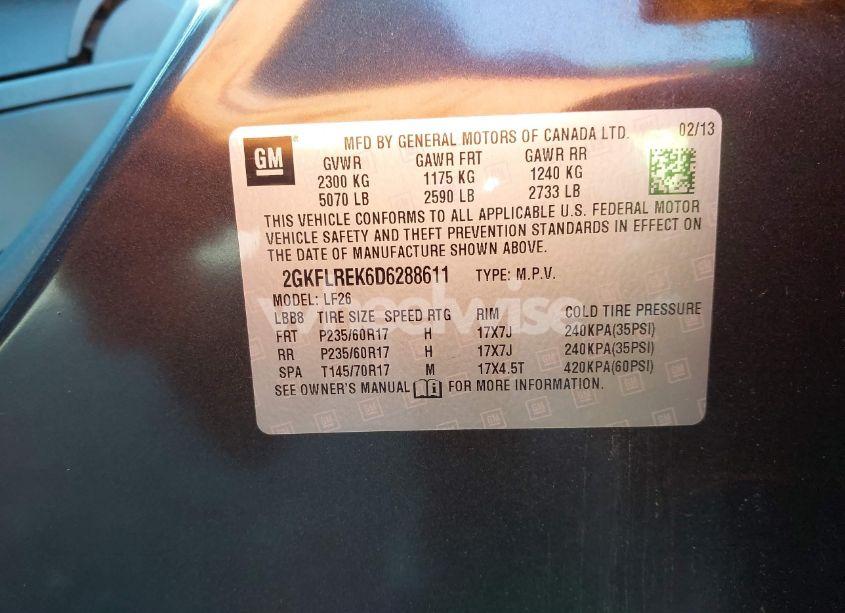 GM
MFD BY GENERAL MOTORS OF CANADA LTD. 02/13
GVWR GAWR FRT GAWR RR
2300 KG 1175 KG 1240 KG
5070 LB 2590 LB 2733 LB
THIS VEHICLE CONFORMS TO ALL APPLICABLE U.S. FEDERAL MOTOR
VEHICLE SAFETY AND THEFT PREVENTION STANDARDS IN EFFECT ON
THE DATE OF MANUFACTURE SHOWN ABOVE.
2GKFLREK6D6288611 TYPE: M.P.V.
MODEL: LF26
wheelwise
LBB8 TIRE SIZE SPEED RTG RIM COLD TIRE PRESSURE
FRT P235/60R17 H 17X7J 240KPA(35PSI)
RR P235/60R17 H 17X7J 240KPA(35PSI)
SPA T145/70R17 M 17X4.5T 420KPA(60PSI)
SEE OWNER'S MANUAL FOR MORE INFORMATION.